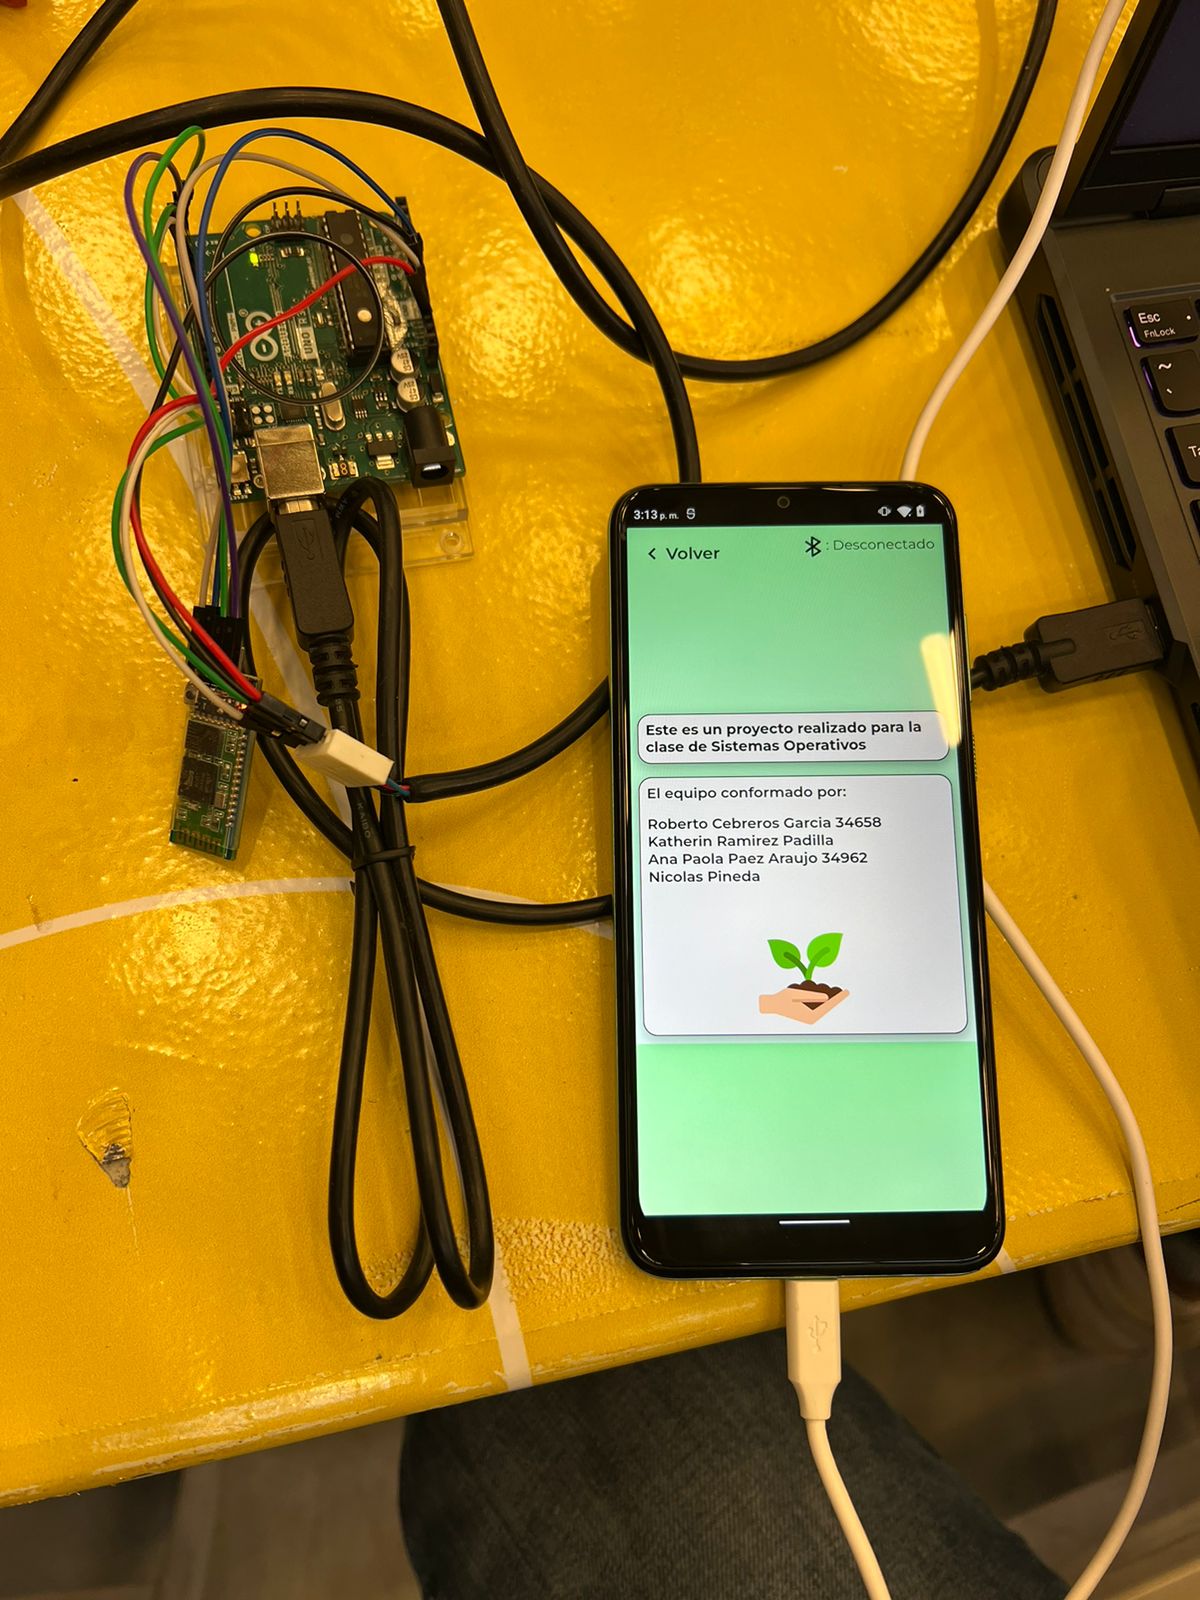 3:13 p. m.
Volver
: Desconectado
Este es un proyecto realizado para la
clase de Sistemas Operativos
El equipo conformado por:
Roberto Cebreros Garcia 34658
Katherin Ramirez Padilla
Ana Paola Paez Araujo 34962
Nicolas Pineda
Esc
FnLock
~
UNO